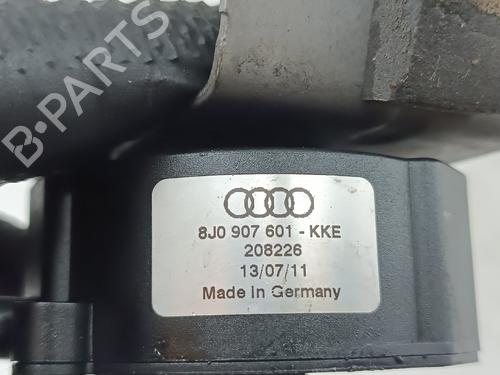 B-PARTS
8J0 907 601 - KKE
208226
13/07/11
Made in Germany